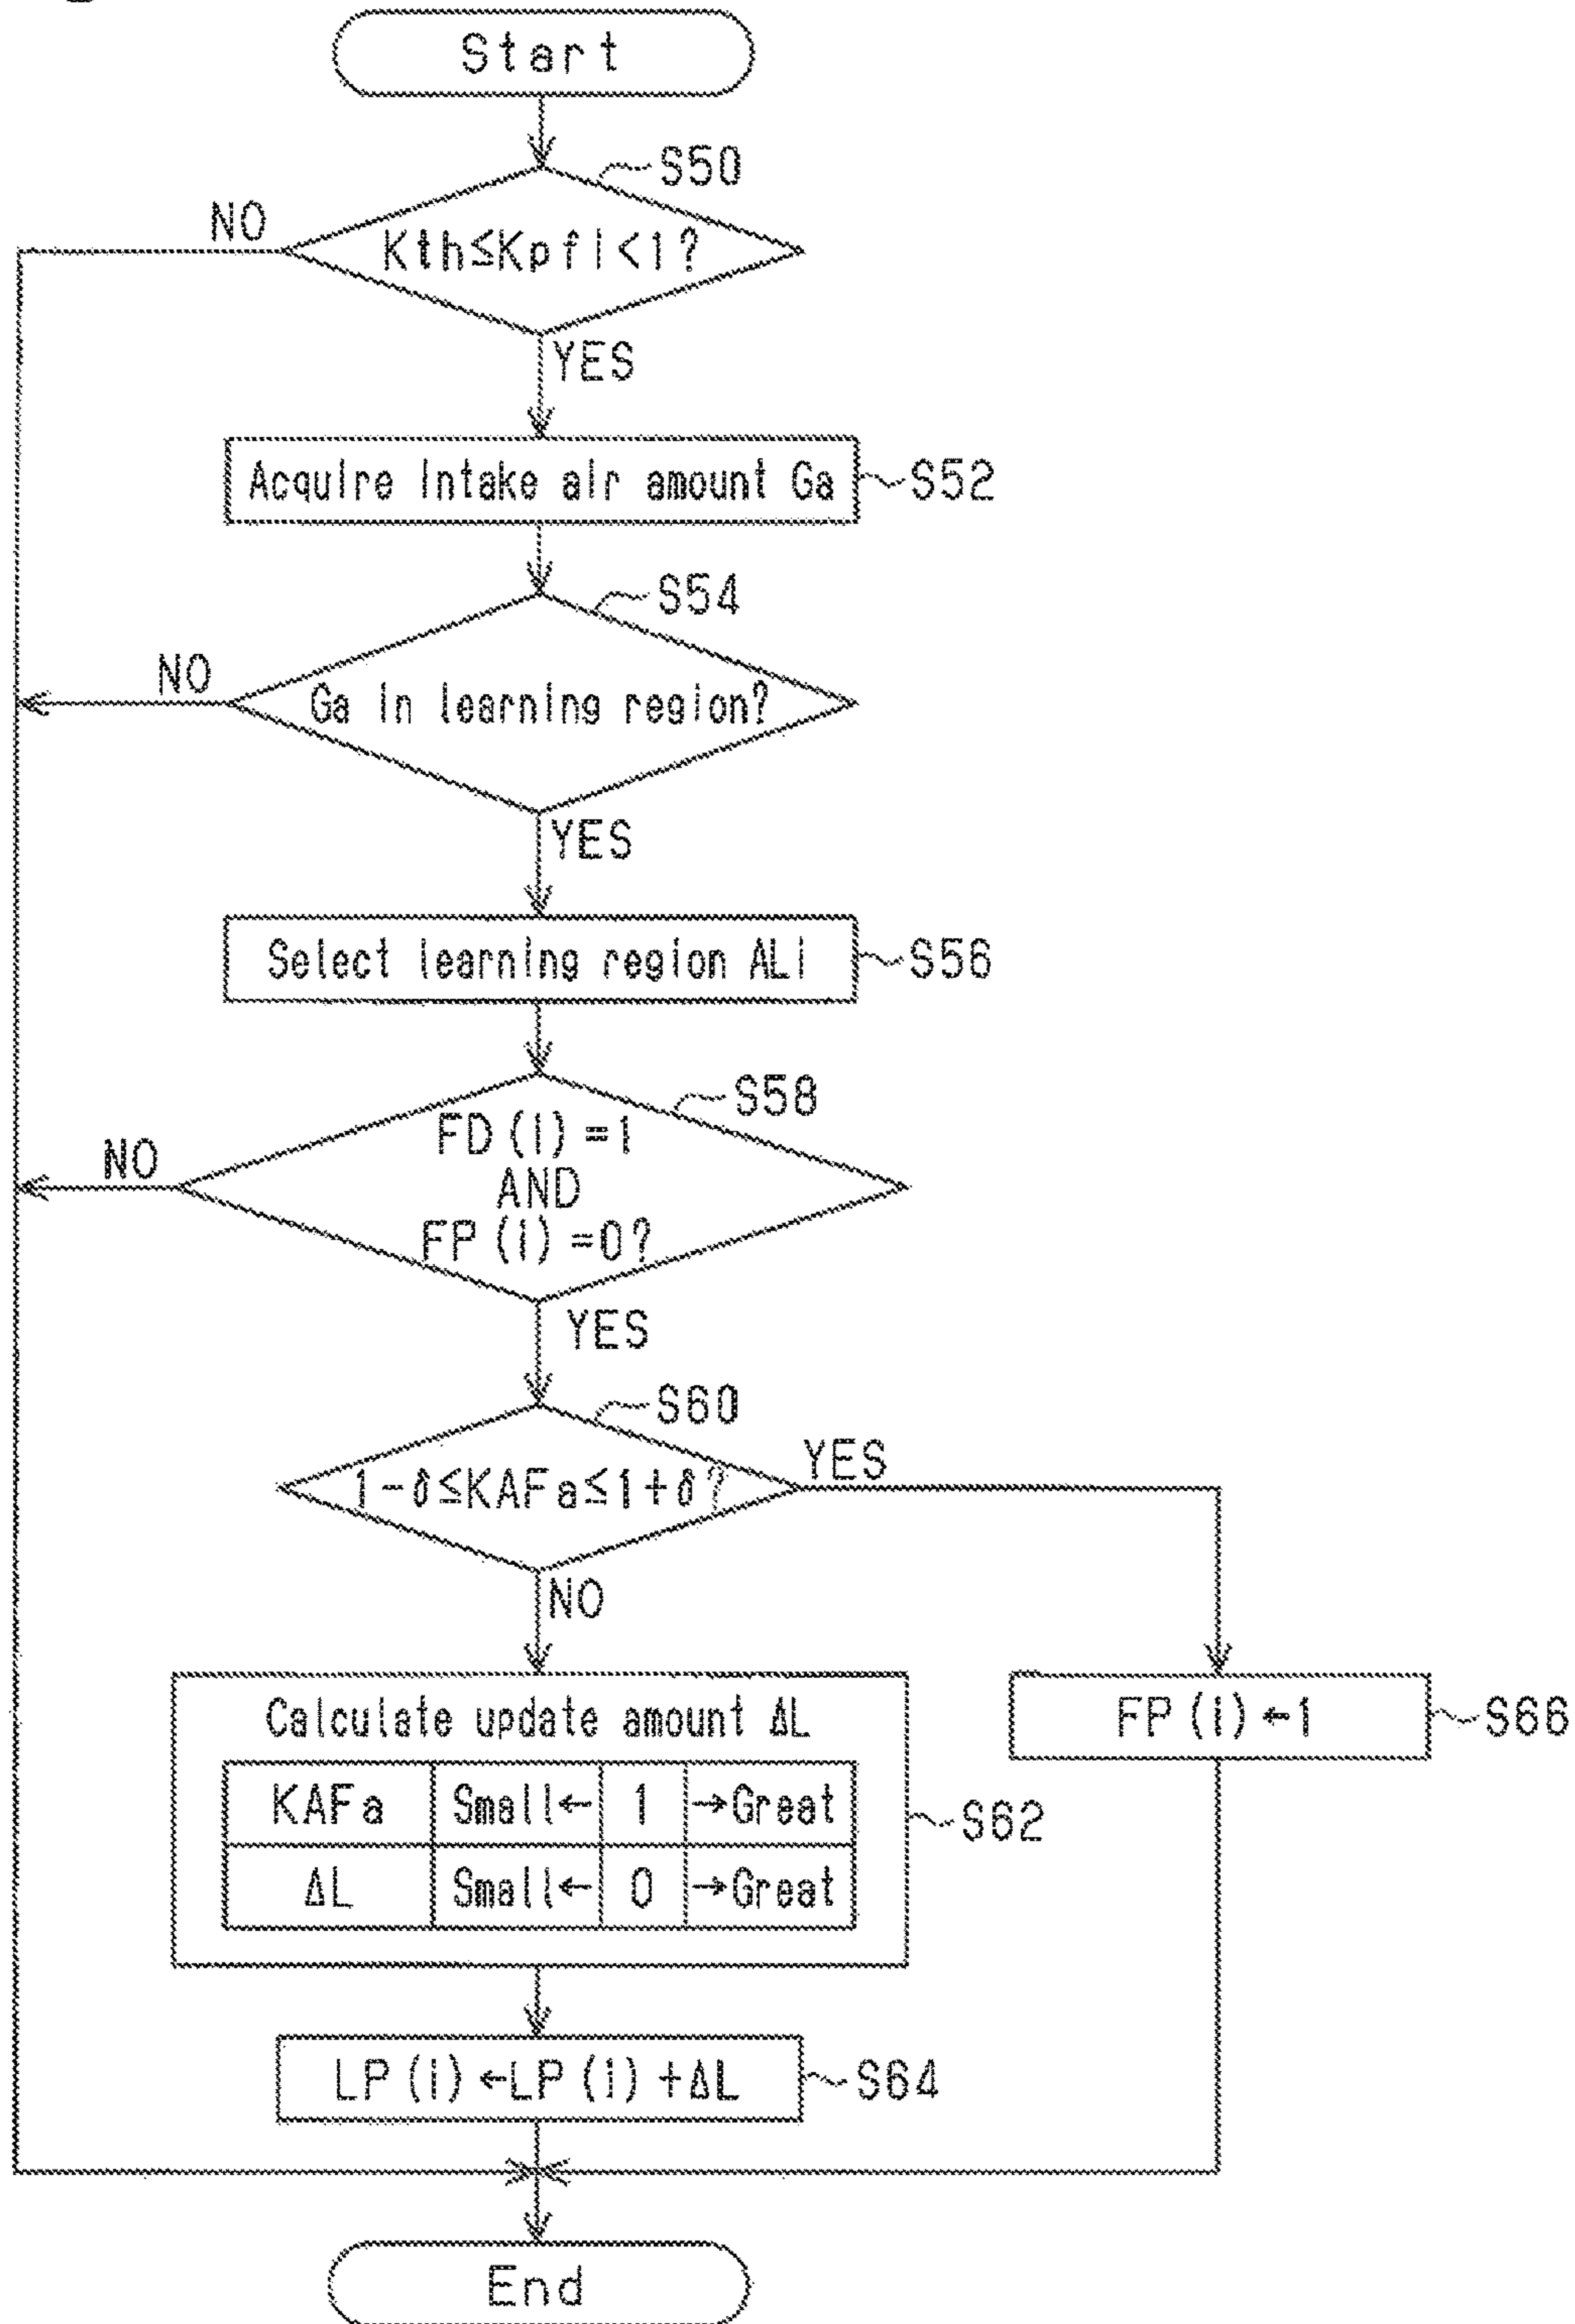 Start
S50
NO
Kth≤Kpfi<1?
YES
Acquire intake air amount Ga
S52
S54
NO
Ga in learning region?
YES
Select learning region ALi
S56
S58
NO
FD(i)=1
AND
FP(i)=0?
YES
S60
YES
1-δ≤KAFa≤1+δ?
NO
Calculate update amount ΔL
KAFa Small← 1 →Great
ΔL Small← 0 →Great
S62
FP(i)←1
S66
LP(i)←LP(i)+ΔL
S64
End